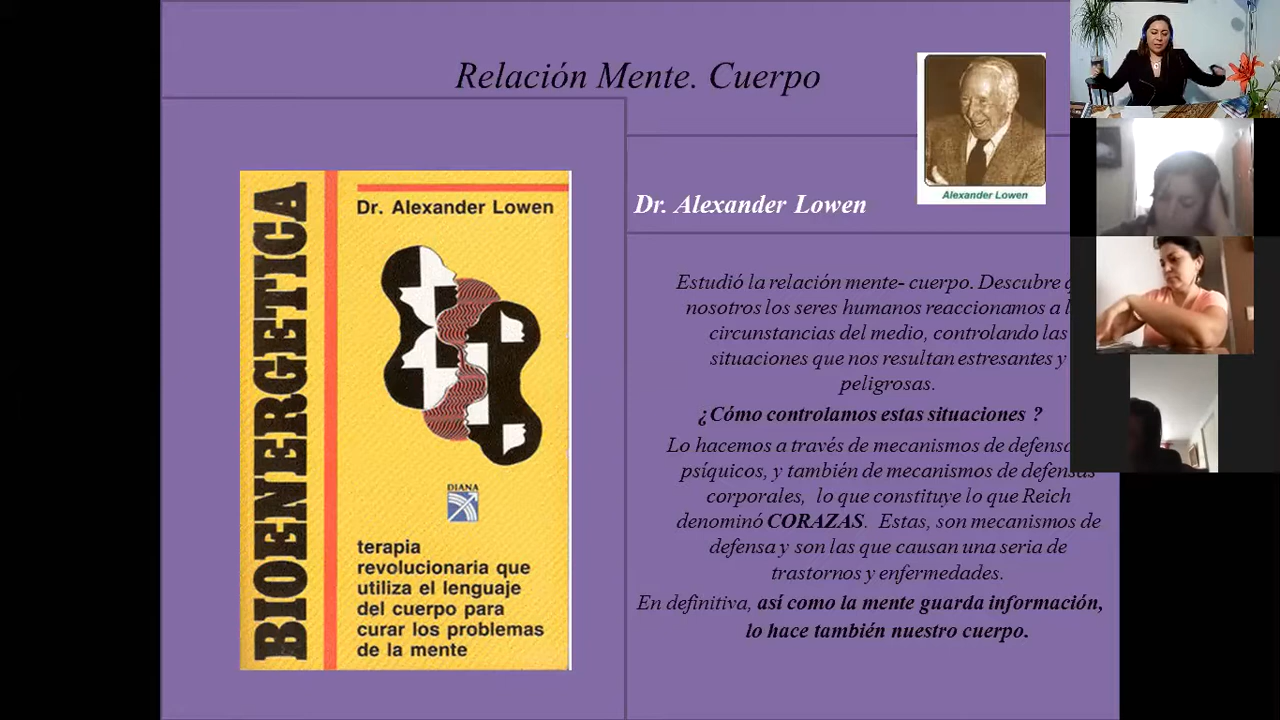 Relación Mente. Cuerpo
BIOENERGETICA
Dr. Alexander Lowen
DIANA
terapia
revolucionaria que
utiliza el lenguaje
del cuerpo para
curar los problemas
de la mente
Alexander Lowen
Dr. Alexander Lowen
Estudió la relación mente- cuerpo. Descubre
nosotros los seres humanos reaccionamos a
circunstancias del medio, controlando las
situaciones que nos resultan estresantes y
peligrosas.
¿Cómo controlamos estas situaciones ?
Lo hacemos a través de mecanismos de defensa
psíquicos, y también de mecanismos de defensas
corporales, lo que constituye lo que Reich
denominó CORAZAS. Estas, son mecanismos de
defensa y son las que causan una seria de
trastornos y enfermedades.
En definitiva, así como la mente guarda información,
lo hace también nuestro cuerpo.